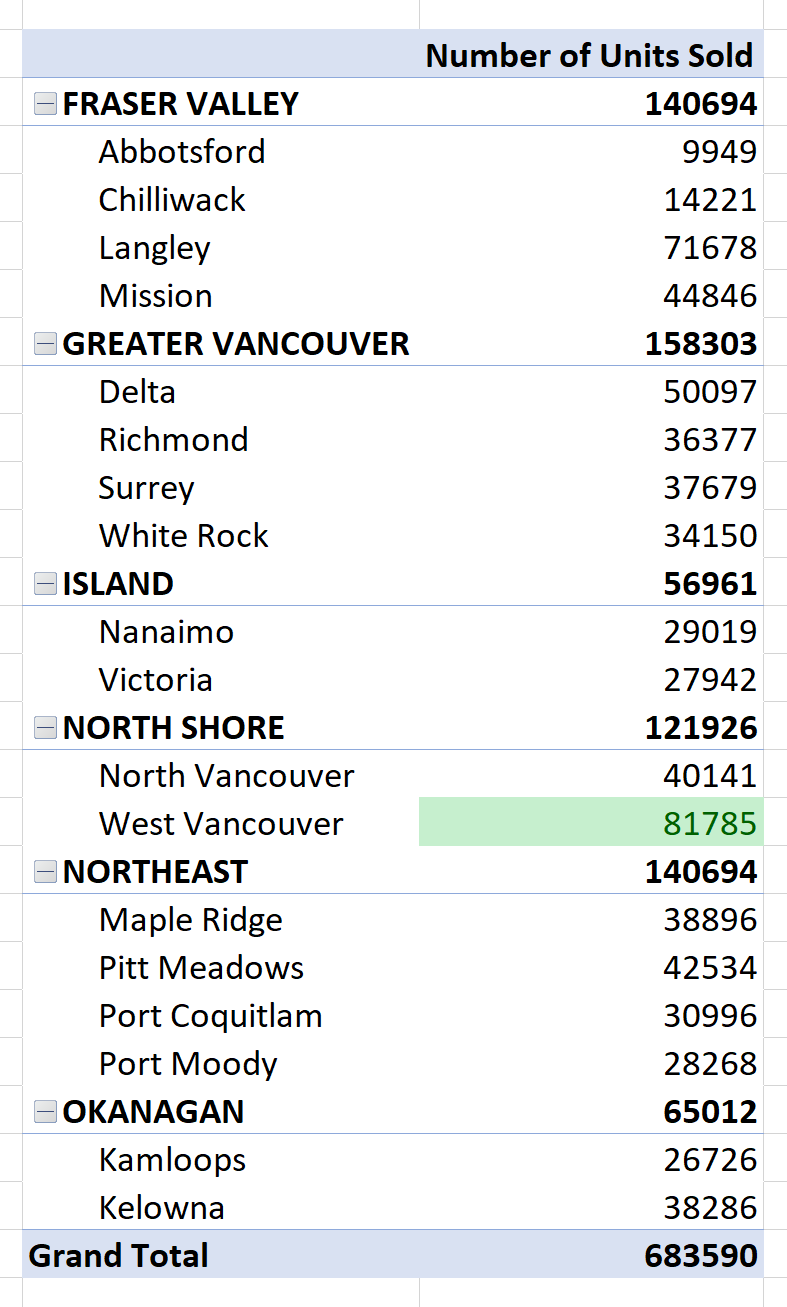 Number of Units Sold
FRASER VALLEY 140694
Abbotsford 9949
Chilliwack 14221
Langley 71678
Mission 44846
GREATER VANCOUVER 158303
Delta 50097
Richmond 36377
Surrey 37679
White Rock 34150
ISLAND 56961
Nanaimo 29019
Victoria 27942
NORTH SHORE 121926
North Vancouver 40141
West Vancouver 81785
NORTHEAST 140694
Maple Ridge 38896
Pitt Meadows 42534
Port Coquitlam 30996
Port Moody 28268
OKANAGAN 65012
Kamloops 26726
Kelowna 38286
Grand Total 683590